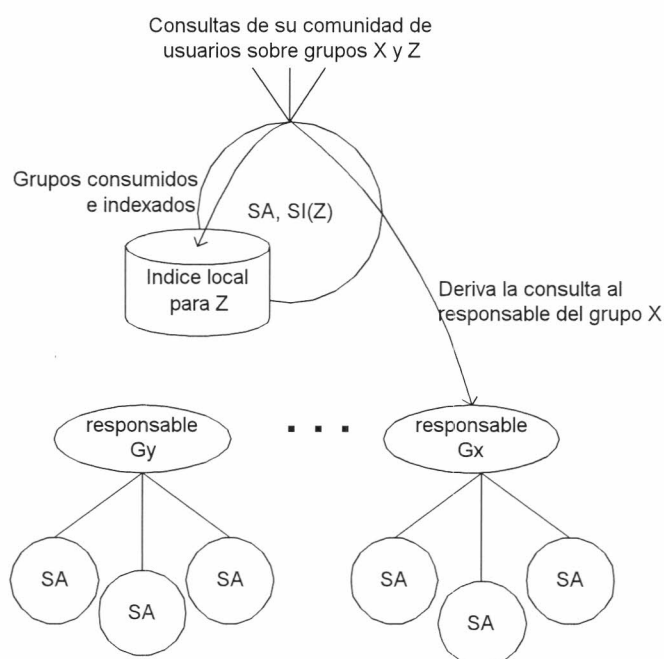 Consultas de su comunidad de
usuarios sobre grupos X y Z
Grupos consumidos
e indexados
SA, SI(Z)
Indice local
para Z
Deriva la consulta al
responsable del grupo X
responsable
Gy
. . .
responsable
Gx
SA
SA
SA
SA
SA
SA